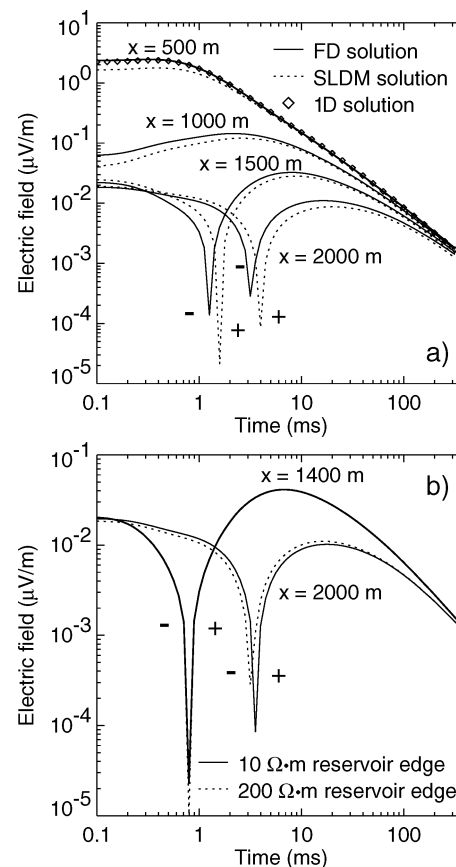 10^2
10^1
10^0
10^-1
10^-2
10^-3
10^-4
10^-5
Electric field (μV/m)
x = 500 m
FD solution
SLDM solution
1D solution
x = 1000 m
x = 1500 m
x = 2000 m
-
-
+
+
a)
0.1
1
10
100
Time (ms)
10^-1
10^-2
10^-3
10^-4
10^-5
Electric field (μV/m)
b)
x = 1400 m
x = 2000 m
-
+
-
+
10 Ω·m reservoir edge
200 Ω·m reservoir edge
0.1
1
10
100
Time (ms)